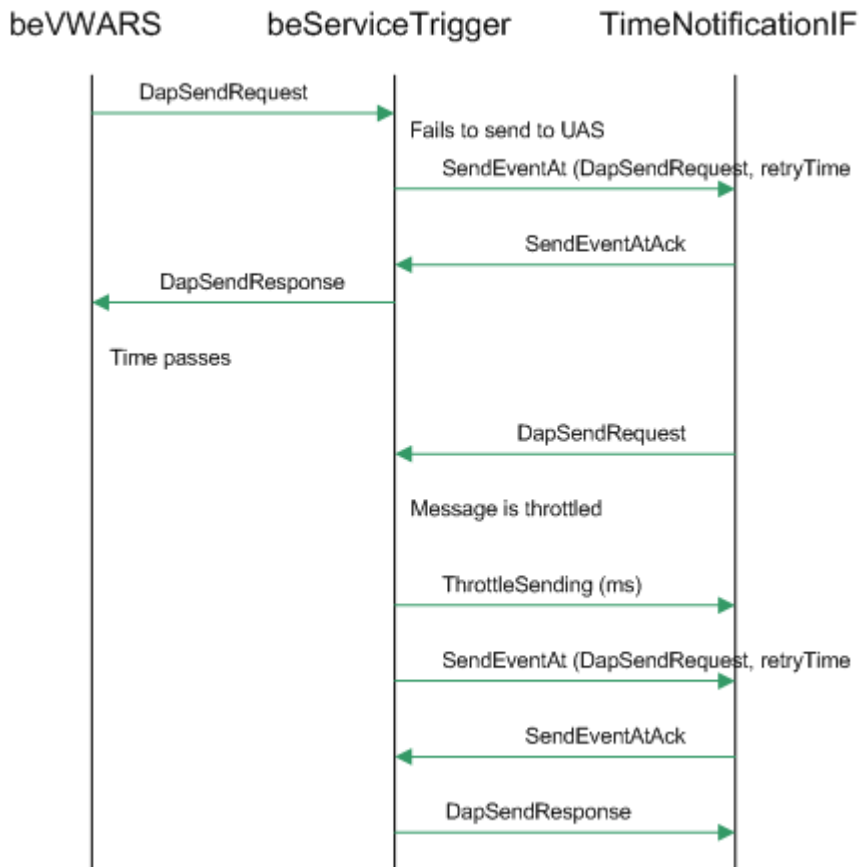 beVWARS beServiceTrigger TimeNotificationIF
DapSendRequest
Fails to send to UAS
SendEventAt (DapSendRequest, retryTime
SendEventAtAck
DapSendResponse
Time passes
DapSendRequest
Message is throttled
ThrottleSending (ms)
SendEventAt (DapSendRequest, retryTime
SendEventAtAck
DapSendResponse